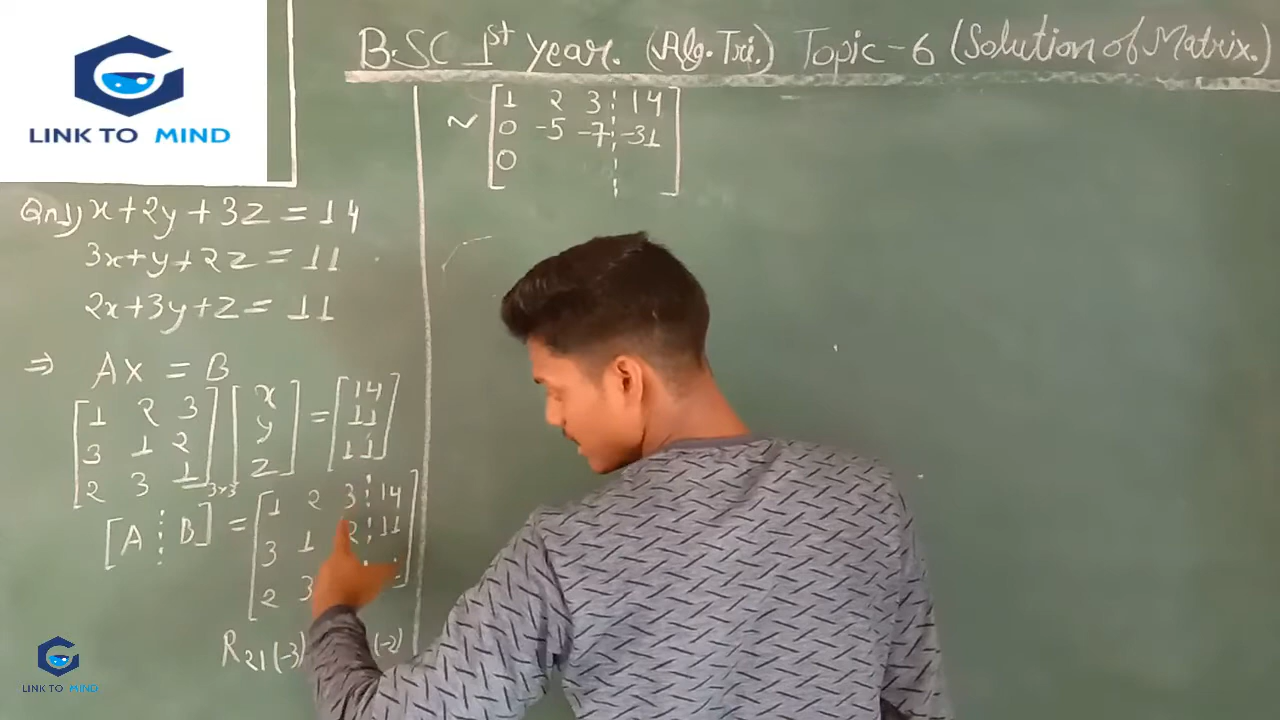 LINK TO MIND
B.SC 1st year. (Alg. Tri.) Topic-6 (Solution of Matrix.)
Qn1) x+2y+3z=14
3x+y+2z=11
2x+3y+z=11
⇒ AX = B
[1 2 3] [x] = [14]
[3 1 2] [y] [11]
[2 3 1]3x3 [z] [11]
[A ⋮ B] = [1 2 3 ⋮ 14]
[3 1 2 ⋮ 11]
[2 3
R21(-3) (-2)
~ [1 2 3 ⋮ 14]
[0 -5 -7 ⋮ -31]
[0 ⋮ ]
LINK TO MIND